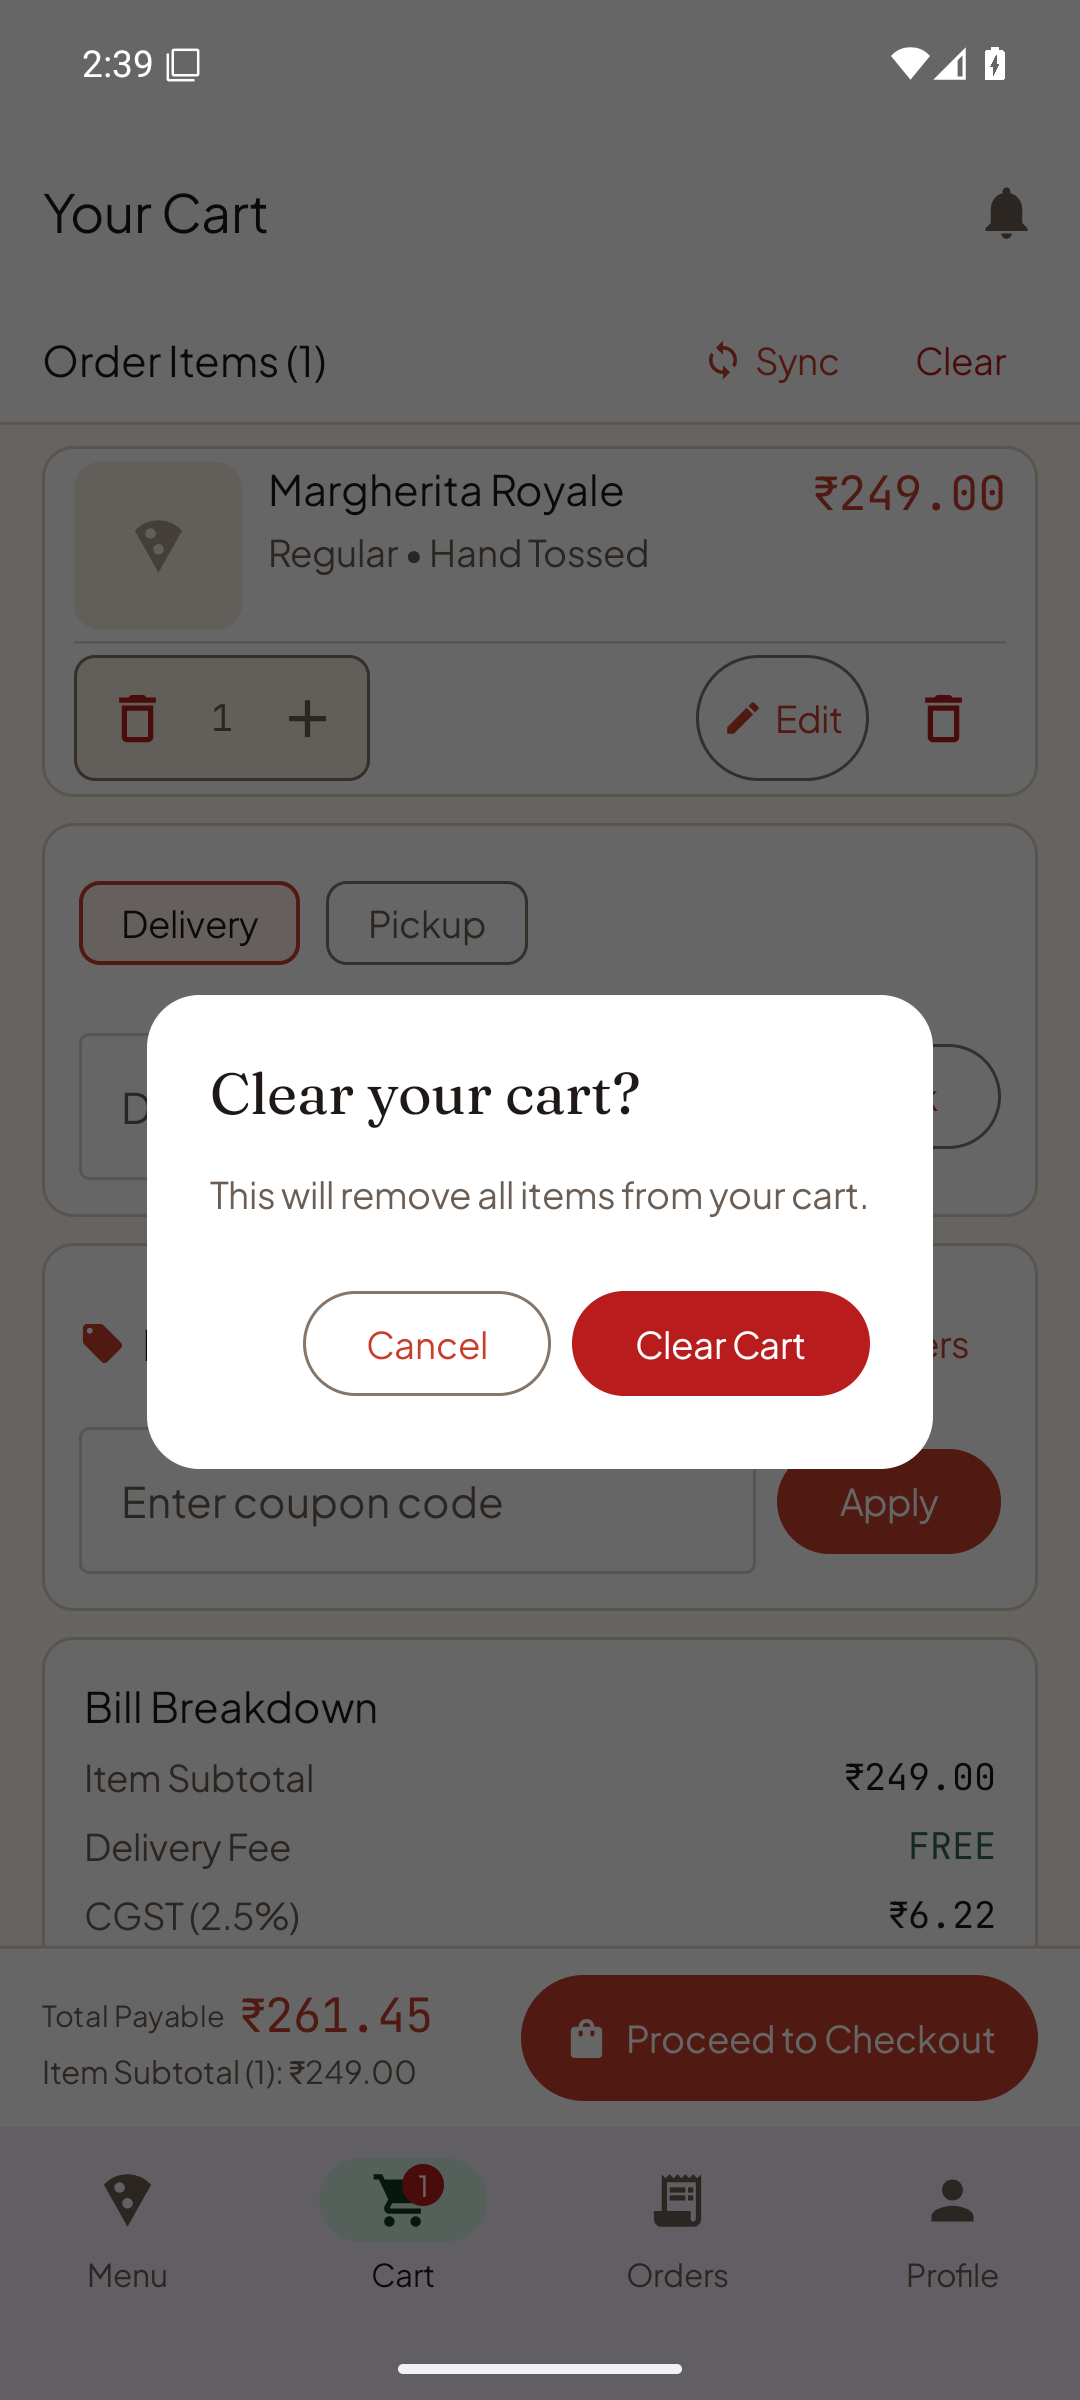 2:39
Your Cart
Order Items (1)
Sync
Clear
Margherita Royale
₹249.00
Regular • Hand Tossed
1
Edit
Delivery
Pickup
Clear your cart?
This will remove all items from your cart.
Cancel
Clear Cart
Enter coupon code
Apply
Bill Breakdown
Item Subtotal
₹249.00
Delivery Fee
FREE
CGST (2.5%)
₹6.22
Total Payable ₹261.45
Item Subtotal (1): ₹249.00
Proceed to Checkout
1
Menu
Cart
Orders
Profile